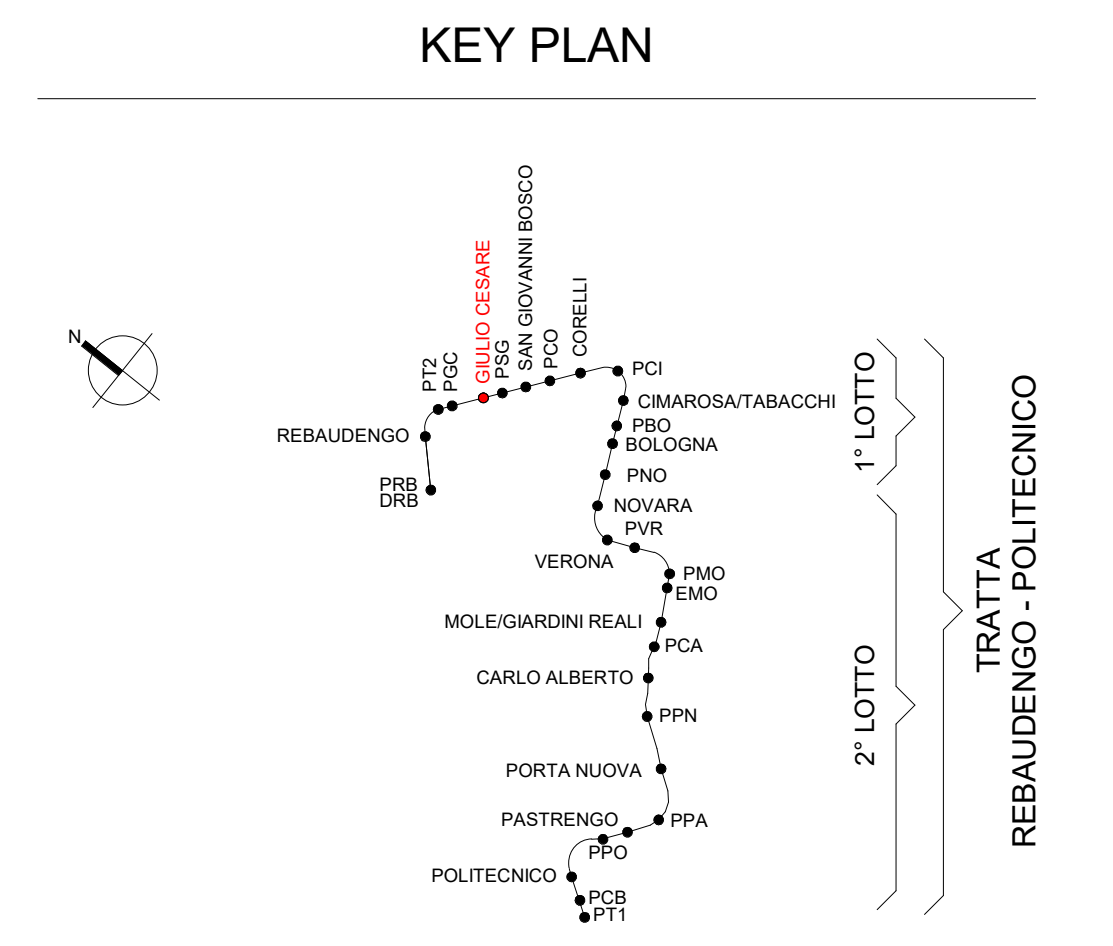 KEY PLAN
N
PT2
PGC
GIULIO CESARE
PSG
SAN GIOVANNI BOSCO
PCO
CORELLI
PCI
CIMAROSA/TABACCHI
PBO
BOLOGNA
PNO
NOVARA
PVR
VERONA
PMO
EMO
MOLE/GIARDINI REALI
PCA
CARLO ALBERTO
PPN
PORTA NUOVA
PASTRENGO
PPA
PPO
POLITECNICO
PCB
PT1
REBAUDENGO
PRB
DRB
1° LOTTO
2° LOTTO
TRATTA
REBAUDENGO - POLITECNICO